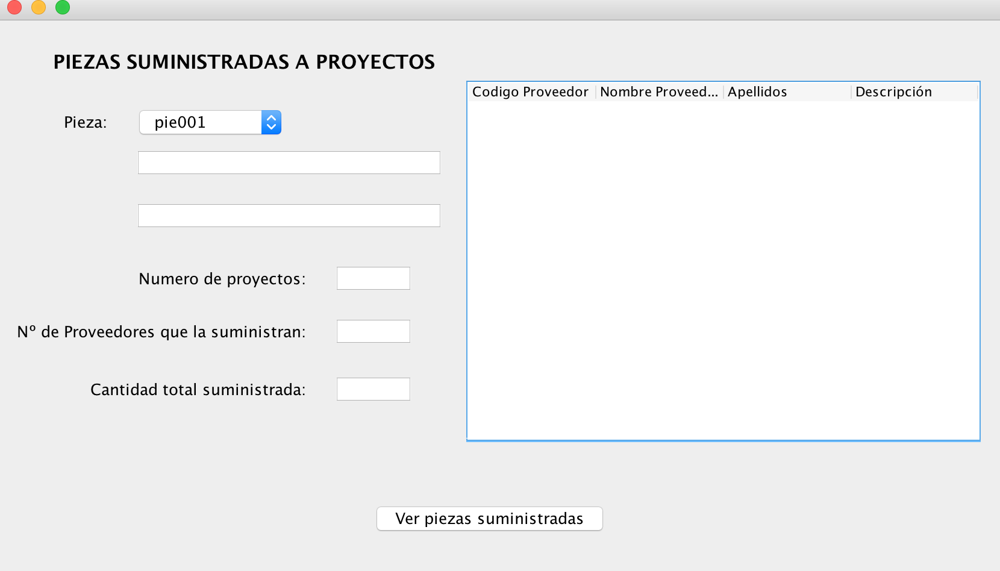 PIEZAS SUMINISTRADAS A PROYECTOS
Codigo Proveedor Nombre Proveed... Apellidos Descripción
Pieza: pie001
Numero de proyectos:
Nº de Proveedores que la suministran:
Cantidad total suministrada:
Ver piezas suministradas